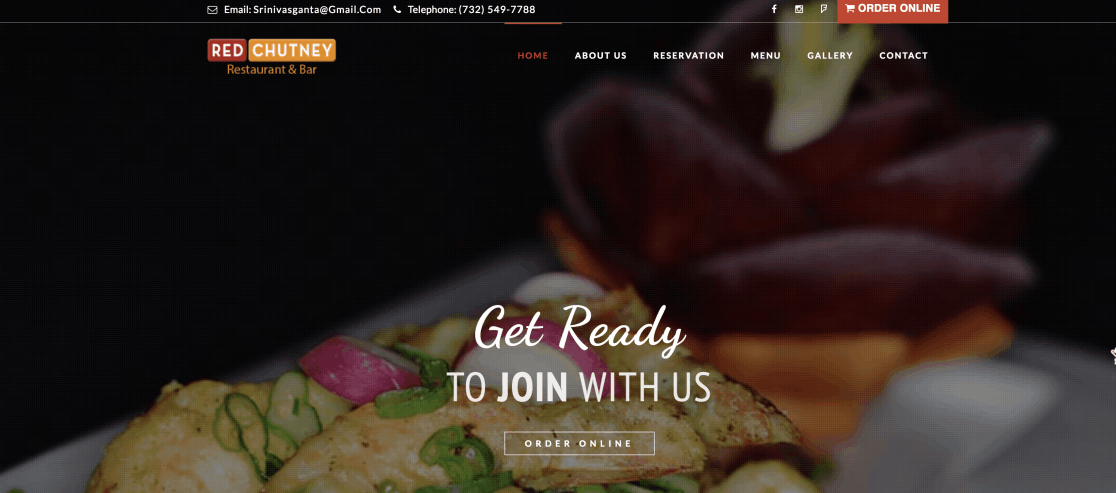 Email: Srinivasganta@Gmail.Com Telephone: (732) 549-7788 ORDER ONLINE
RED CHUTNEY
Restaurant & Bar
HOME ABOUT US RESERVATION MENU GALLERY CONTACT
Get Ready
TO JOIN WITH US
ORDER ONLINE